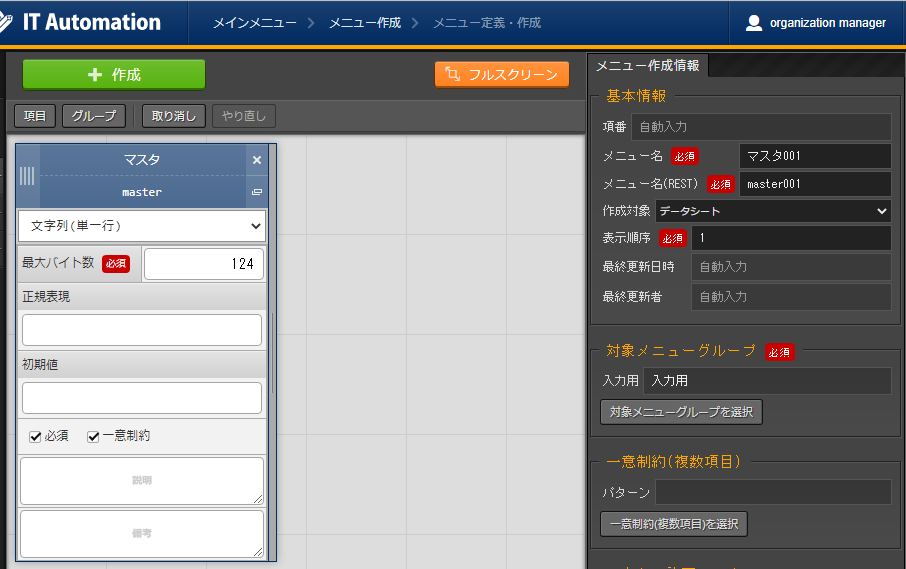 IT Automation
メインメニュー
メニュー作成
メニュー定義・作成
organization manager
作成
フルスクリーン
項目
グループ
取り消し
やり直し
マスタ
master
文字列(単一行)
最大バイト数 必須 124
正規表現
初期値
必須 一意制約
説明
備考
メニュー作成情報
基本情報
項番 自動入力
メニュー名 必須 マスタ001
メニュー名(REST) 必須 master001
作成対象 データシート
表示順序 必須 1
最終更新日時 自動入力
最終更新者 自動入力
対象メニューグループ 必須
入力用 入力用
対象メニューグループを選択
一意制約(複数項目)
パターン
一意制約(複数項目)を選択